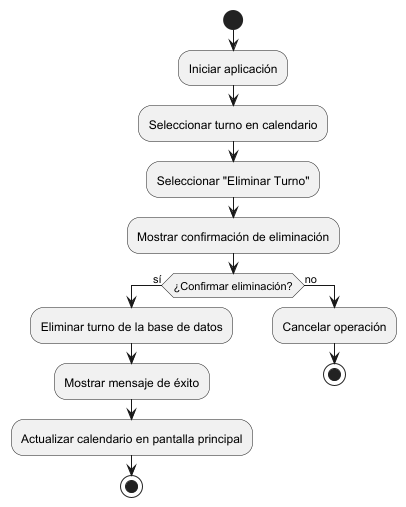 Iniciar aplicación
Seleccionar turno en calendario
Seleccionar "Eliminar Turno"
Mostrar confirmación de eliminación
sí
¿Confirmar eliminación?
no
Eliminar turno de la base de datos
Cancelar operación
Mostrar mensaje de éxito
Actualizar calendario en pantalla principal